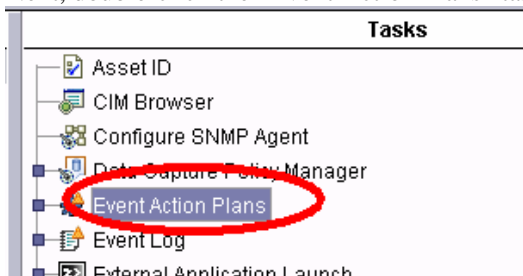 Tasks
Asset ID
CIM Browser
Configure SNMP Agent
Data Capture Policy Manager
Event Action Plans
Event Log
External Application Launch